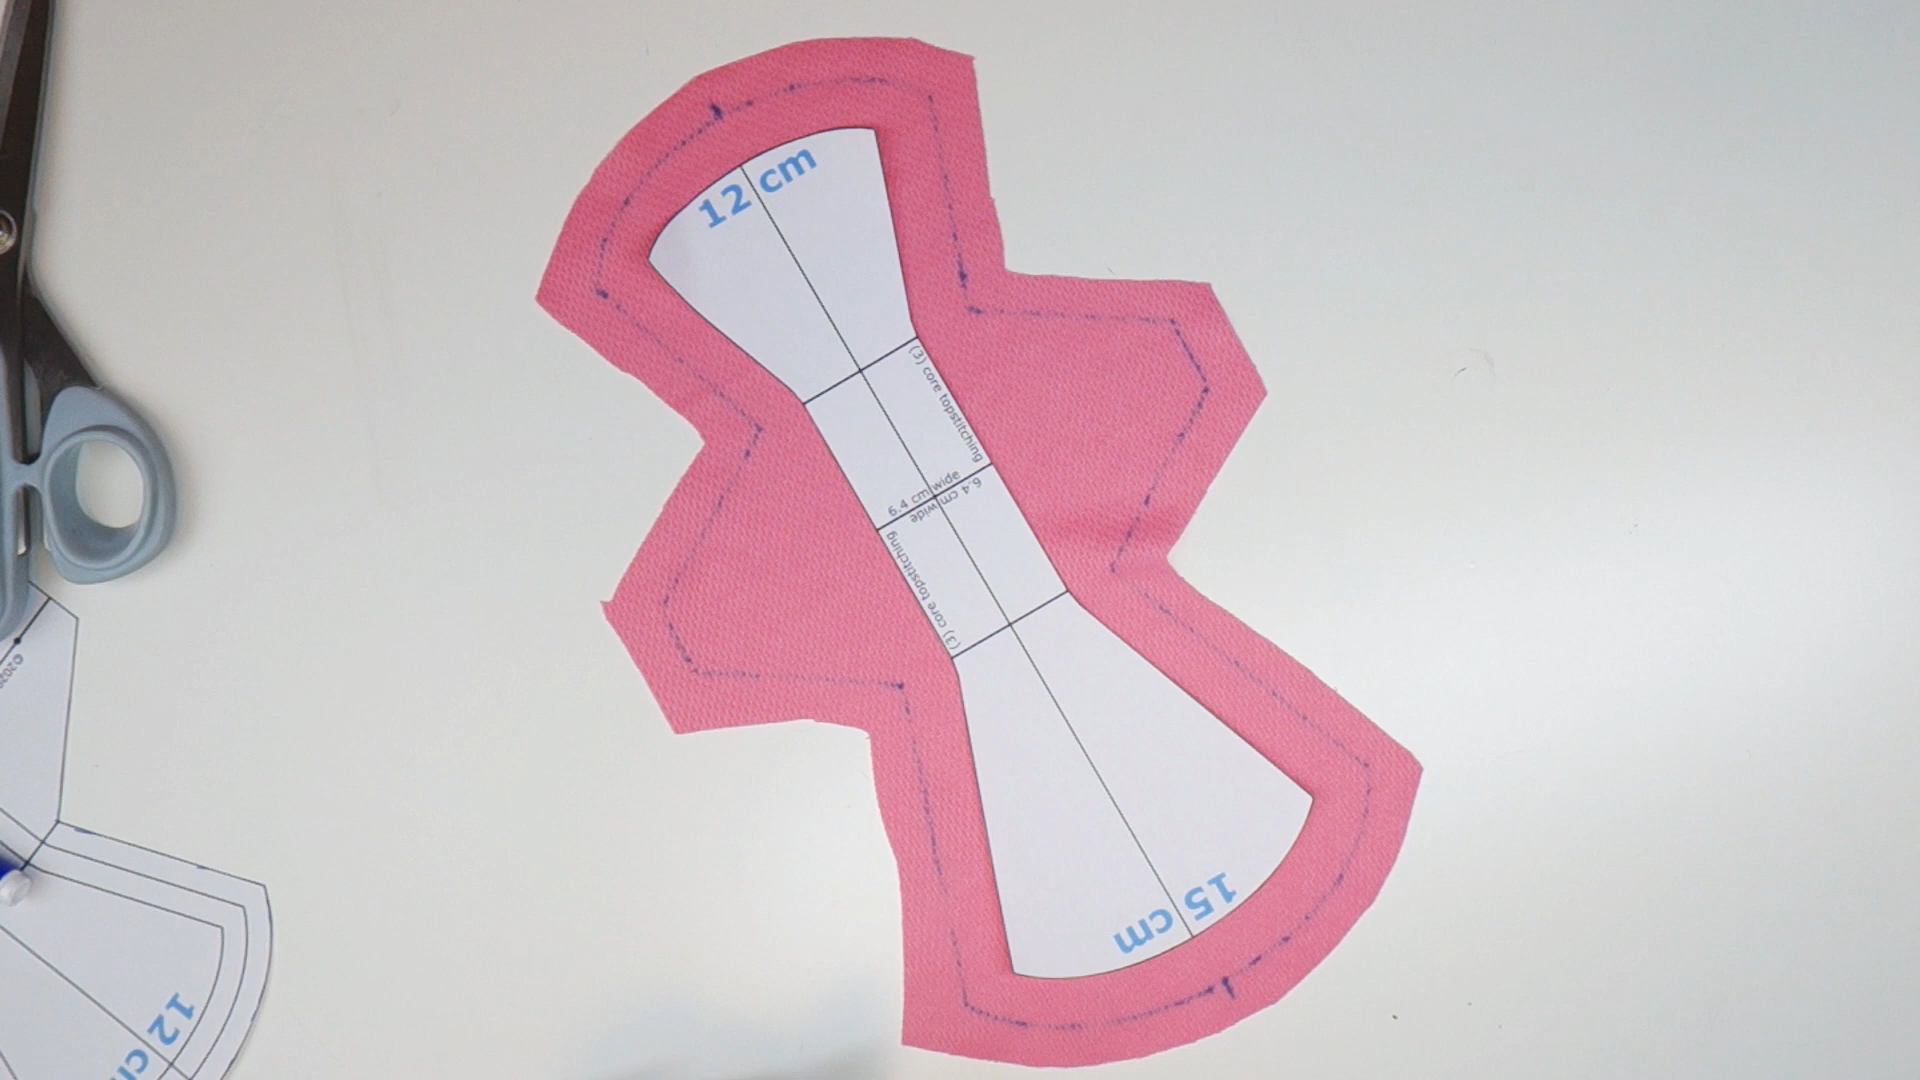 12 cm
(3) core topstitching
6.4 cm wide
6.4 cm wide
(3) core topstitching
15 cm
©2020
12 c